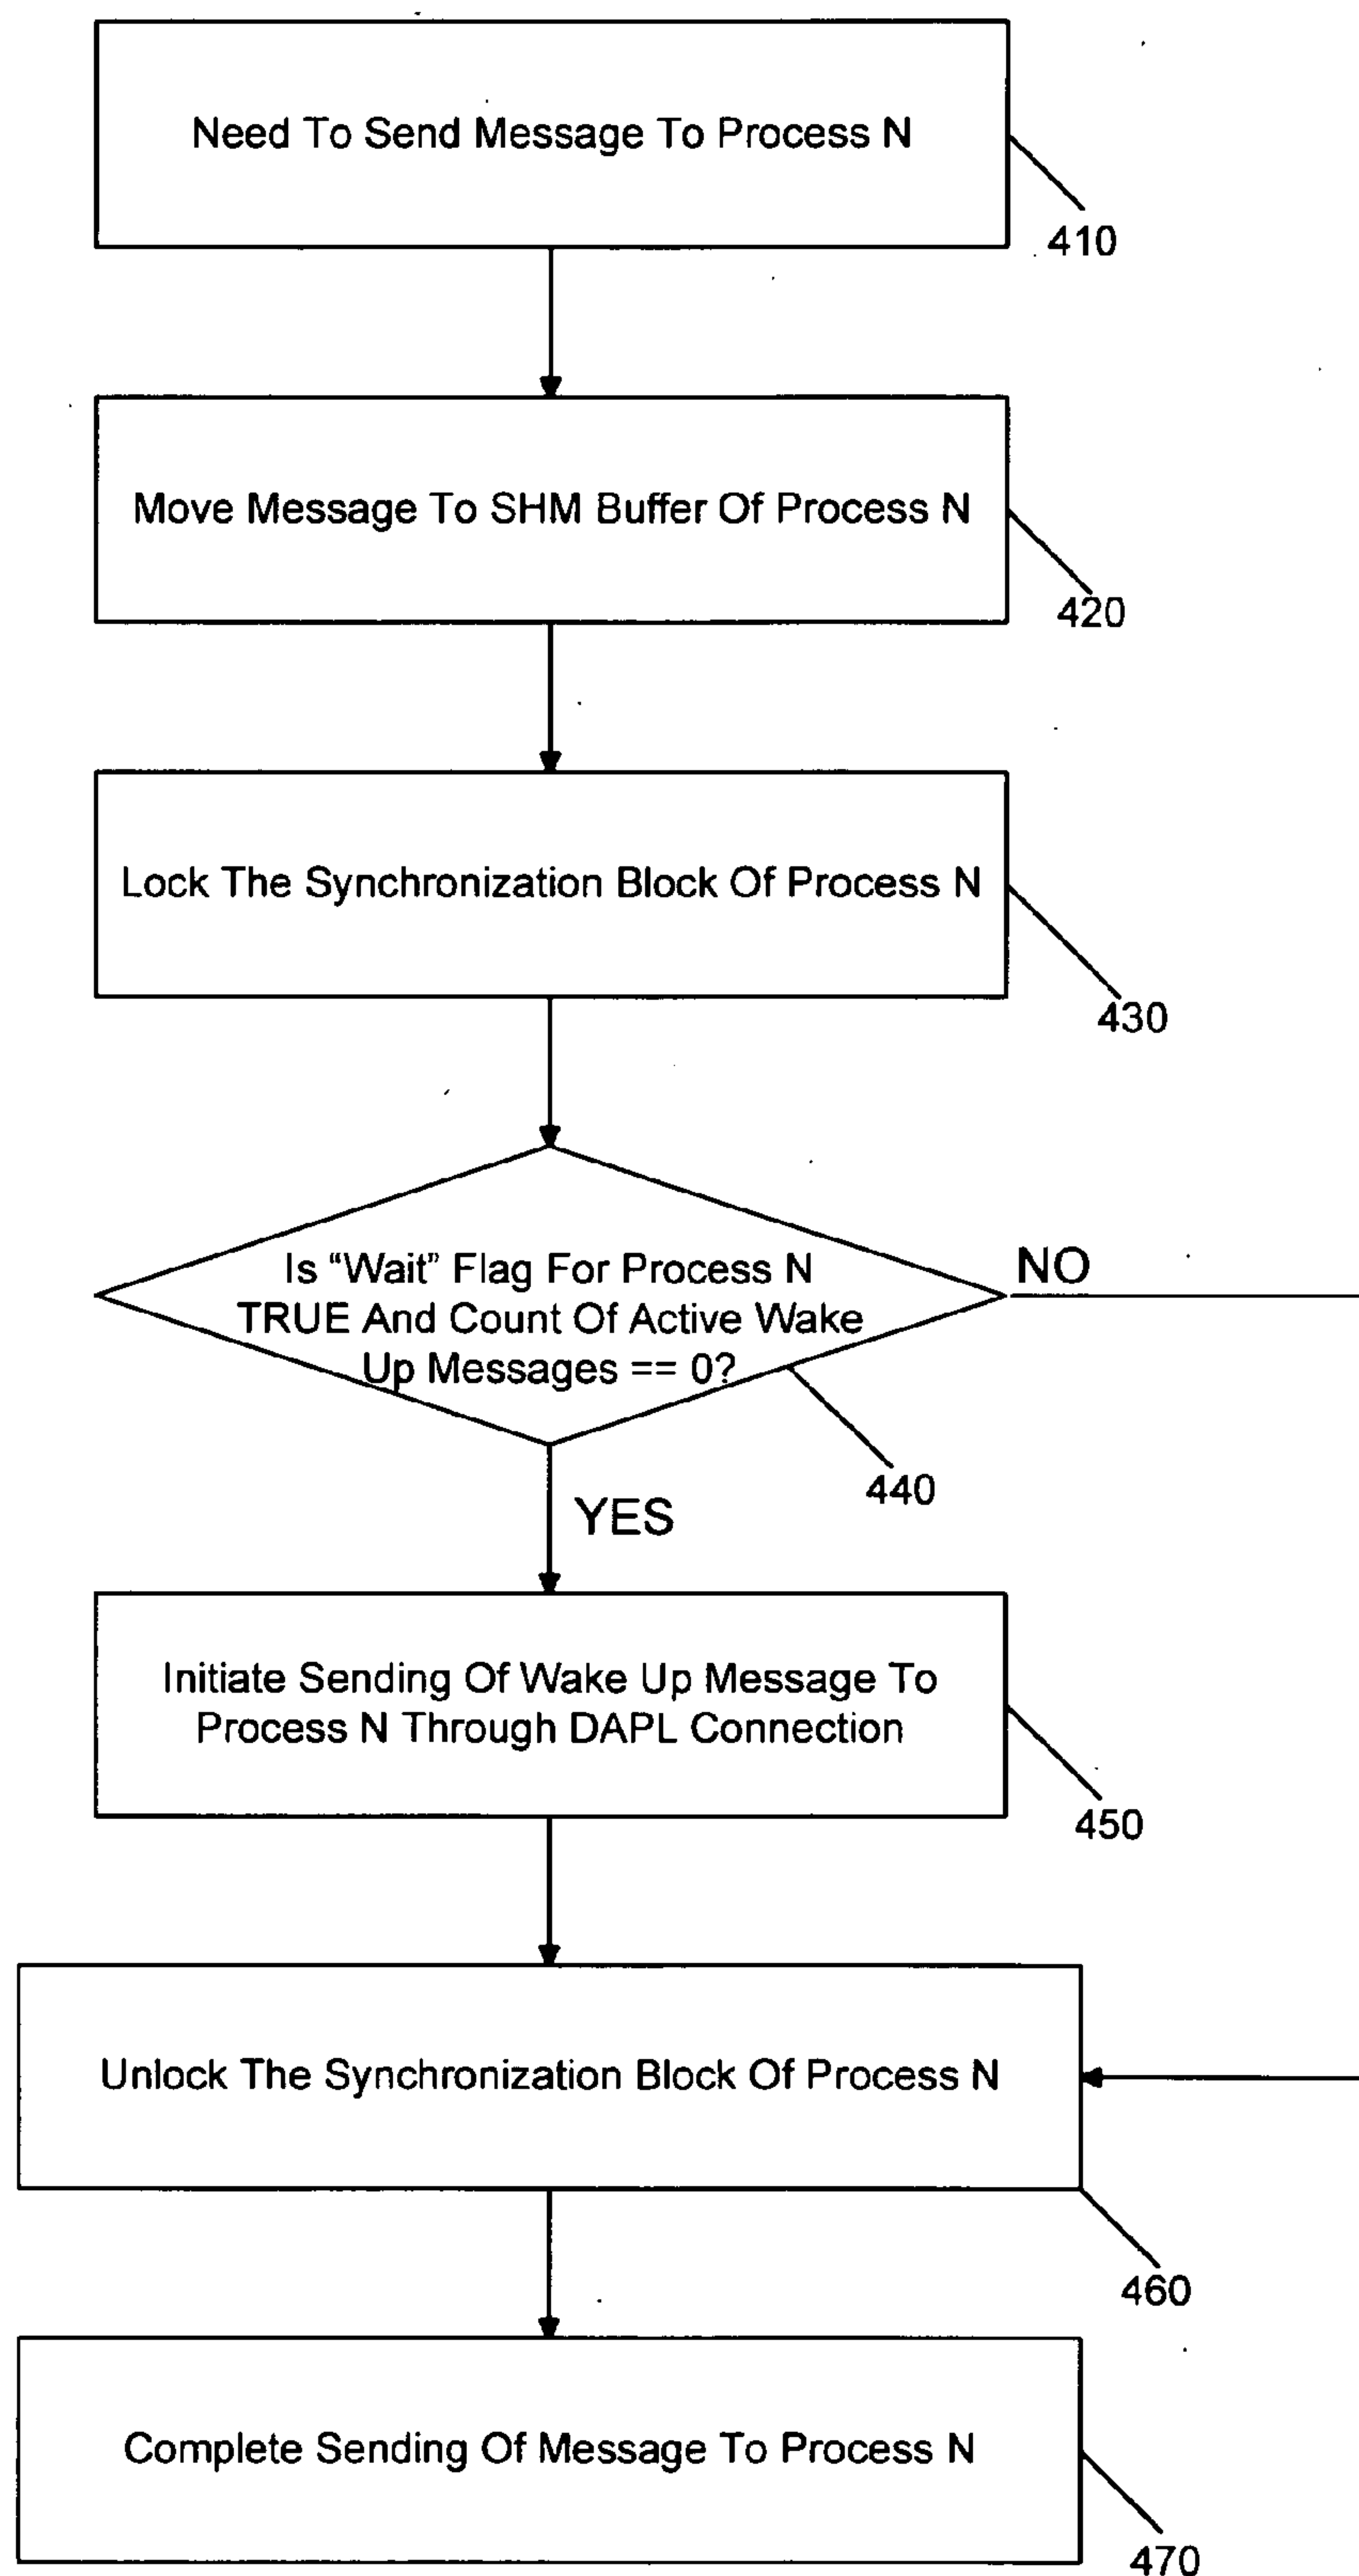 Need To Send Message To Process N
410
Move Message To SHM Buffer Of Process N
420
Lock The Synchronization Block Of Process N
430
Is “Wait” Flag For Process N
TRUE And Count Of Active Wake
Up Messages == 0?
NO
440
YES
Initiate Sending Of Wake Up Message To
Process N Through DAPL Connection
450
Unlock The Synchronization Block Of Process N
460
Complete Sending Of Message To Process N
470